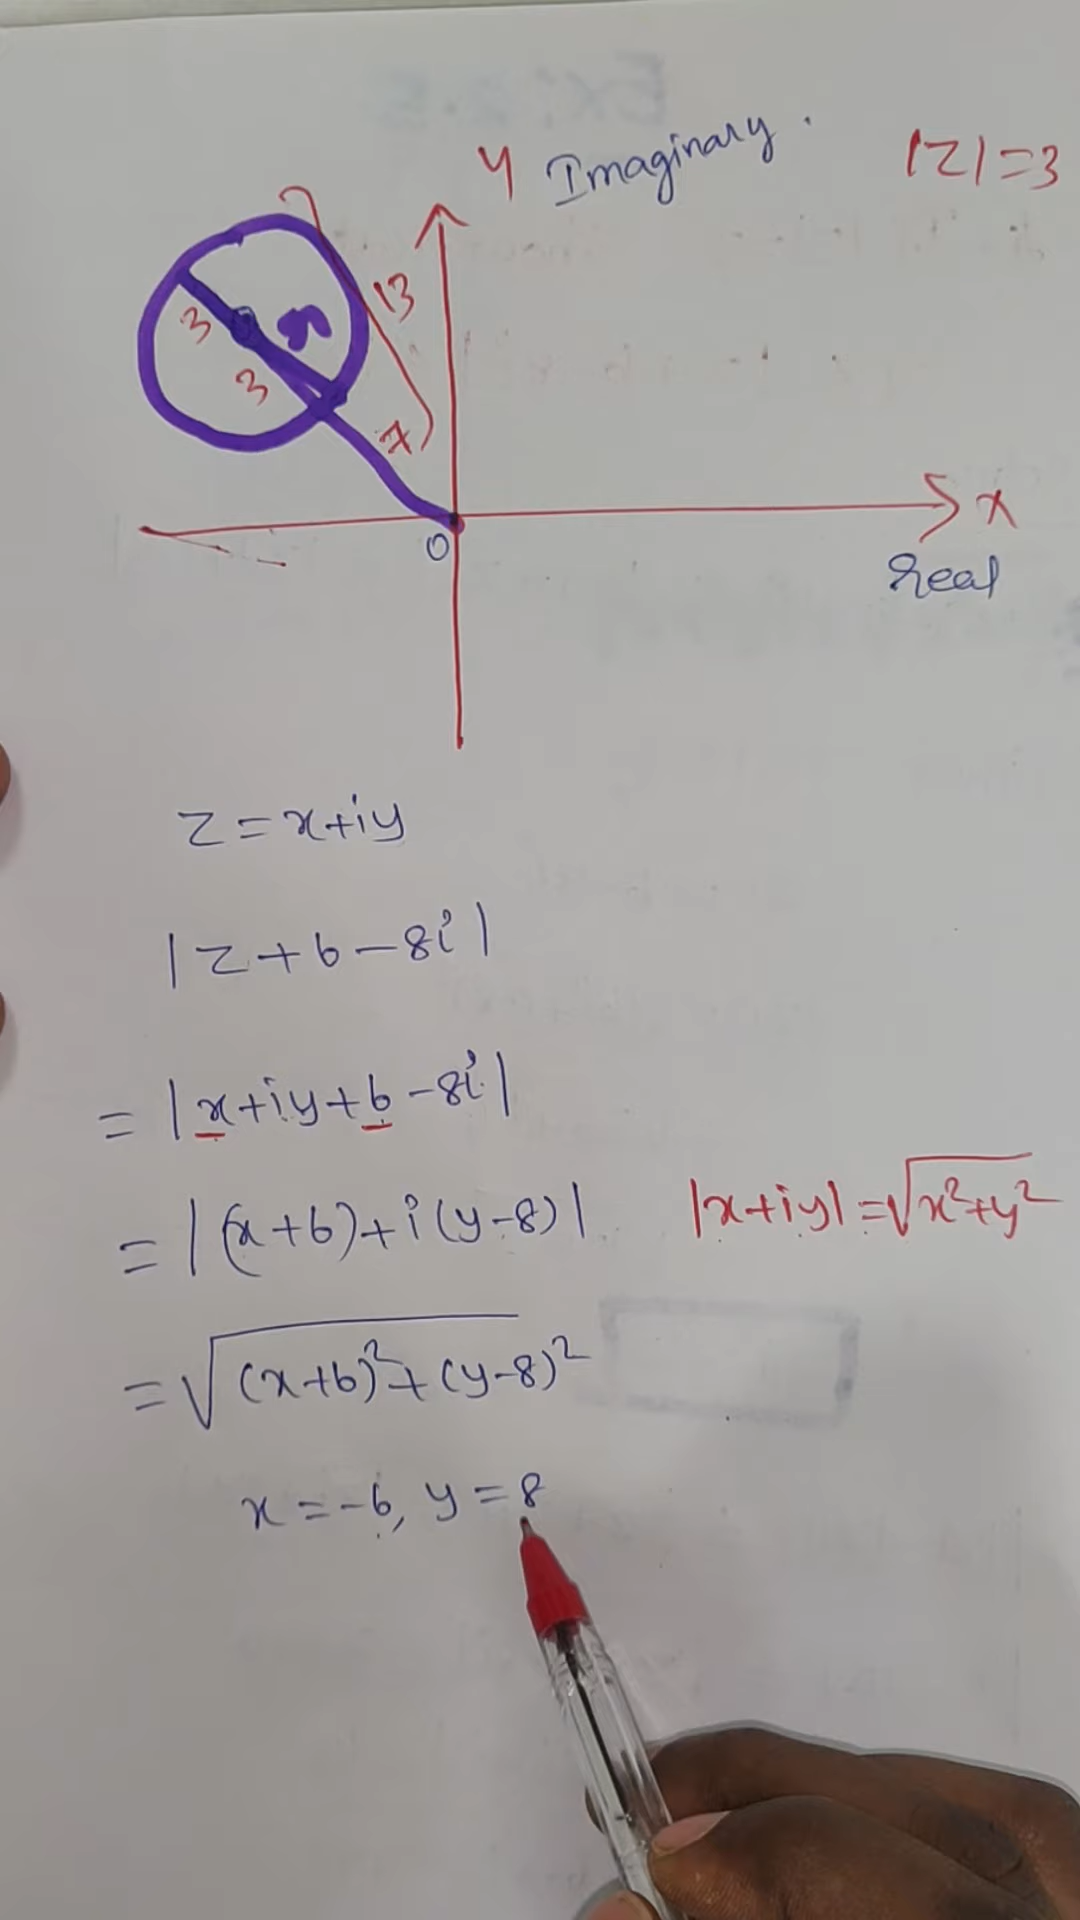 Y Imaginary.
|Z|=3
13
3
3
7
X
0
real
z=x+iy
|z+6-8i|
=|x+iy+6-8i|
=|(x+6)+i(y-8)|
|x+iy|=√x²+y²
=√(x+6)²+(y-8)²
x=-6, y=8